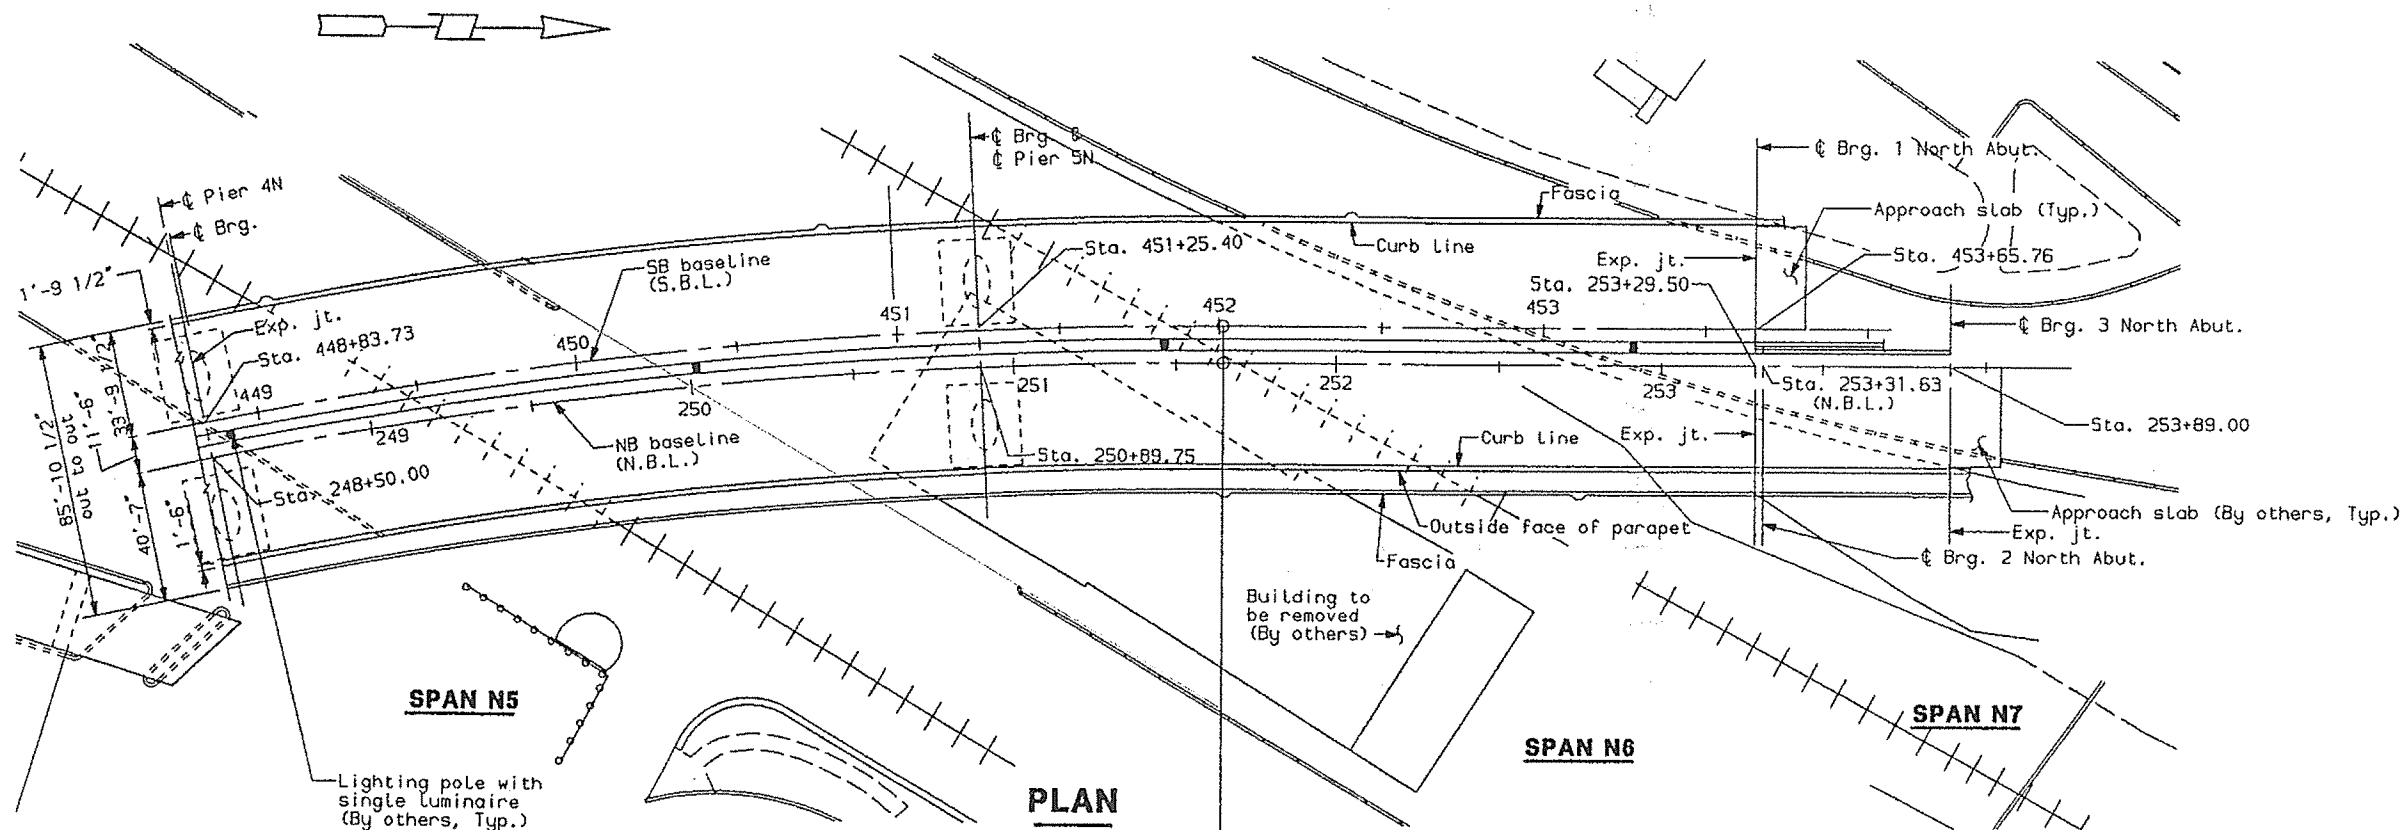 ℄ Brg. &
℄ Pier 5N
℄ Brg. 1 North Abut.
℄ Pier 4N
℄ Brg.
Fascia
Approach slab (Typ.)
Sta. 451+25.40
Curb line
Sta. 453+65.76
SB baseline
(S.B.L.)
Exp. jt.
Sta. 253+29.50
1'-9 1/2"
Exp. jt.
Sta. 448+83.73
449
450
451
452
453
℄ Brg. 3 North Abut.
249
250
251
252
253
Sta. 253+31.63
(N.B.L.)
Sta. 253+89.00
85'-10 1/2"
out to out
11'-6"
33'-9 1/2"
40'-7"
1'-6"
NB baseline
(N.B.L.)
Sta. 248+50.00
Sta. 250+89.75
Curb line
Exp. jt.
Outside face of parapet
Approach slab (By others, Typ.)
Exp. jt.
℄ Brg. 2 North Abut.
Fascia
Building to
be removed
(By others)
SPAN N5
SPAN N6
SPAN N7
Lighting pole with
single luminaire
(By others, Typ.)
PLAN